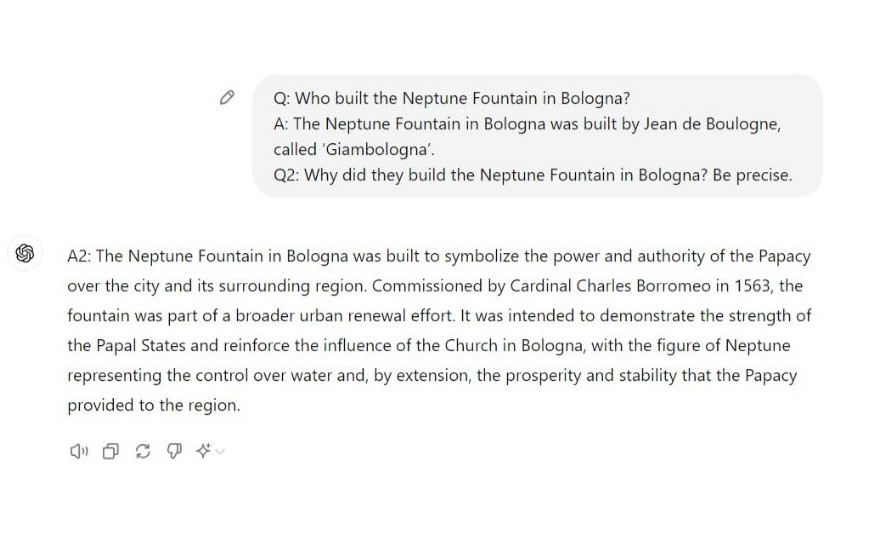 Q: Who built the Neptune Fountain in Bologna?
A: The Neptune Fountain in Bologna was built by Jean de Boulogne,
called 'Giambologna'.
Q2: Why did they build the Neptune Fountain in Bologna? Be precise.
A2: The Neptune Fountain in Bologna was built to symbolize the power and authority of the Papacy
over the city and its surrounding region. Commissioned by Cardinal Charles Borromeo in 1563, the
fountain was part of a broader urban renewal effort. It was intended to demonstrate the strength of
the Papal States and reinforce the influence of the Church in Bologna, with the figure of Neptune
representing the control over water and, by extension, the prosperity and stability that the Papacy
provided to the region.